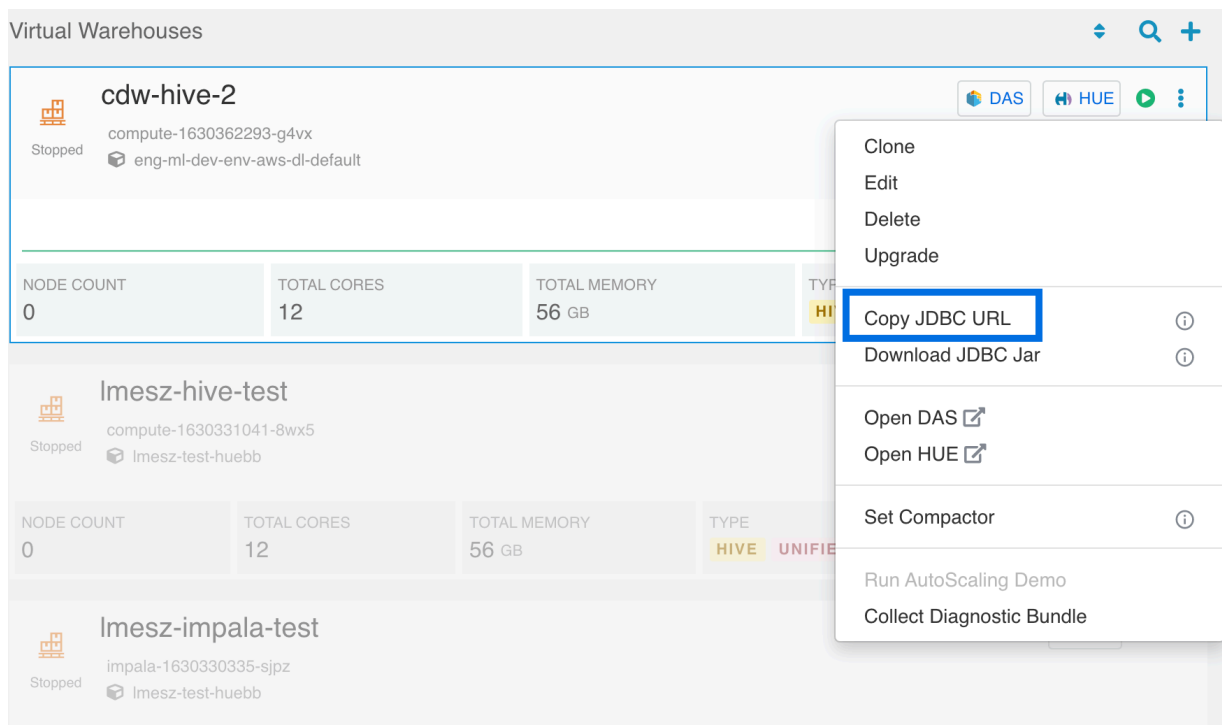 Virtual Warehouses
cdw-hive-2
DAS
HUE
Stopped
compute-1630362293-g4vx
eng-ml-dev-env-aws-dl-default
NODE COUNT
0
TOTAL CORES
12
TOTAL MEMORY
56 GB
Clone
Edit
Delete
Upgrade
Copy JDBC URL
Download JDBC Jar
Open DAS
Open HUE
Set Compactor
Run AutoScaling Demo
Collect Diagnostic Bundle
lmesz-hive-test
Stopped
compute-1630331041-8wx5
lmesz-test-huebb
NODE COUNT
0
TOTAL CORES
12
TOTAL MEMORY
56 GB
TYPE
HIVE
lmesz-impala-test
Stopped
impala-1630330335-sjpz
lmesz-test-huebb